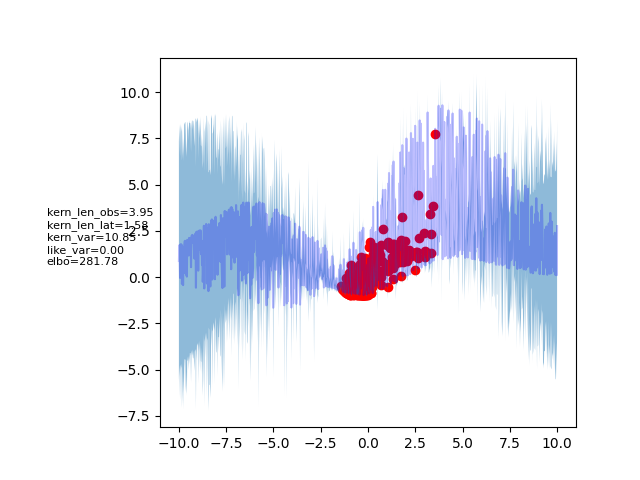 10.0
7.5
5.0
kern_len_obs=3.95
kern_len_lat=1.58
2.5
kern_var=10.85
like_var=0.00
elbo=281.78
0.0
−2.5
−5.0
−7.5
−10.0 −7.5 −5.0 −2.5 0.0 2.5 5.0 7.5 10.0